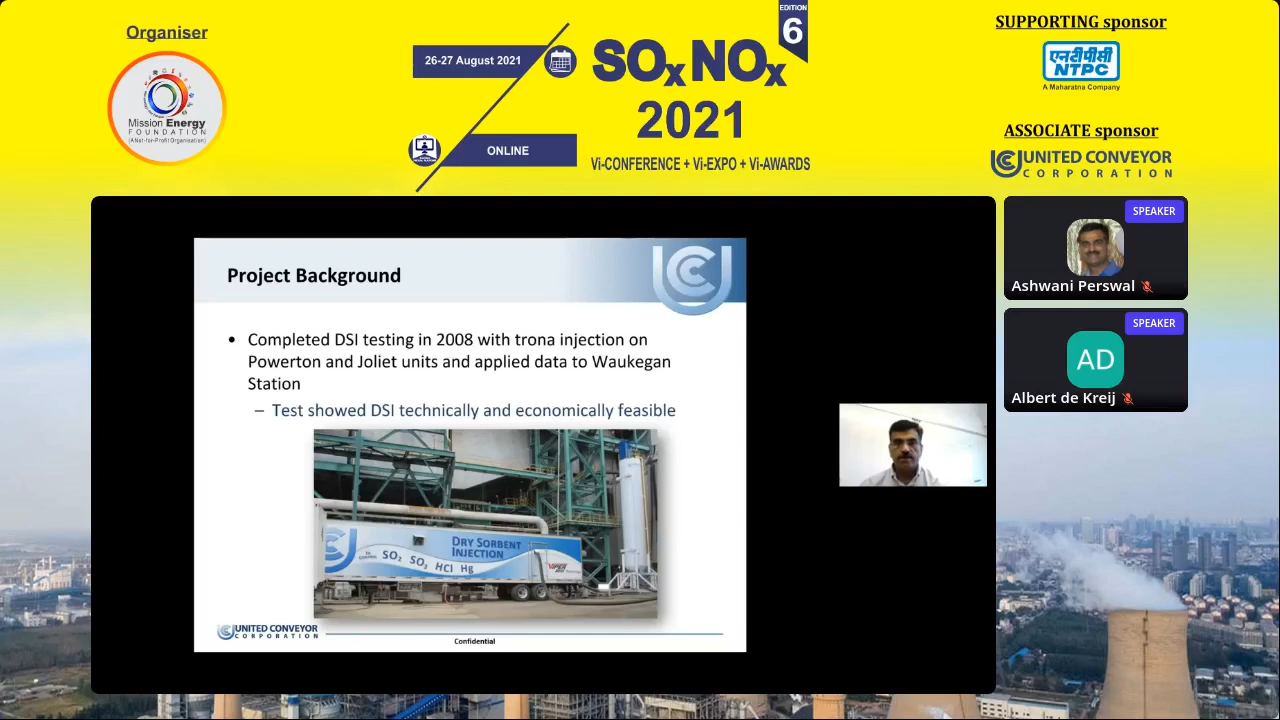 Organiser
Mission Energy
FOUNDATION
(A Net-for-Profit Organisation)
26-27 August 2021
ONLINE
EDITION
6
SOxNOx
2021
Vi-CONFERENCE + Vi-EXPO + Vi-AWARDS
SUPPORTING sponsor
एनटीपीसी
NTPC
A Maharatna Company
ASSOCIATE sponsor
UNITED CONVEYOR
CORPORATION
Project Background
• Completed DSI testing in 2008 with trona injection on
Powerton and Joliet units and applied data to Waukegan
Station
– Test showed DSI technically and economically feasible
DRY SORBENT
INJECTION
SO₂ SO₃ HCl Hg
VIPER
UNITED CONVEYOR
CORPORATION
Confidential
SPEAKER
Ashwani Perswal
SPEAKER
AD
Albert de Kreij